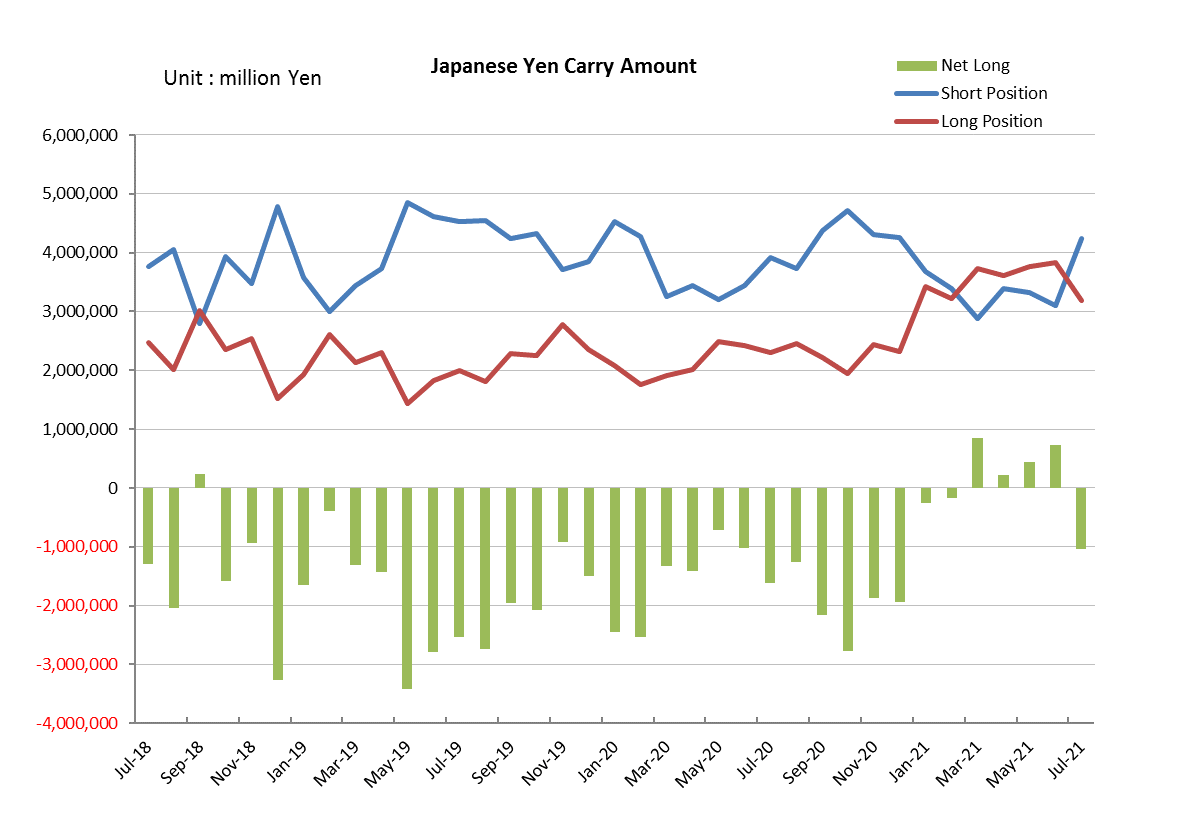 Japanese Yen Carry Amount
Unit : million Yen
Net Long
Short Position
Long Position
6,000,000
5,000,000
4,000,000
3,000,000
2,000,000
1,000,000
0
-1,000,000
-2,000,000
-3,000,000
-4,000,000
Jul-18
Sep-18
Nov-18
Jan-19
Mar-19
May-19
Jul-19
Sep-19
Nov-19
Jan-20
Mar-20
May-20
Jul-20
Sep-20
Nov-20
Jan-21
Mar-21
May-21
Jul-21